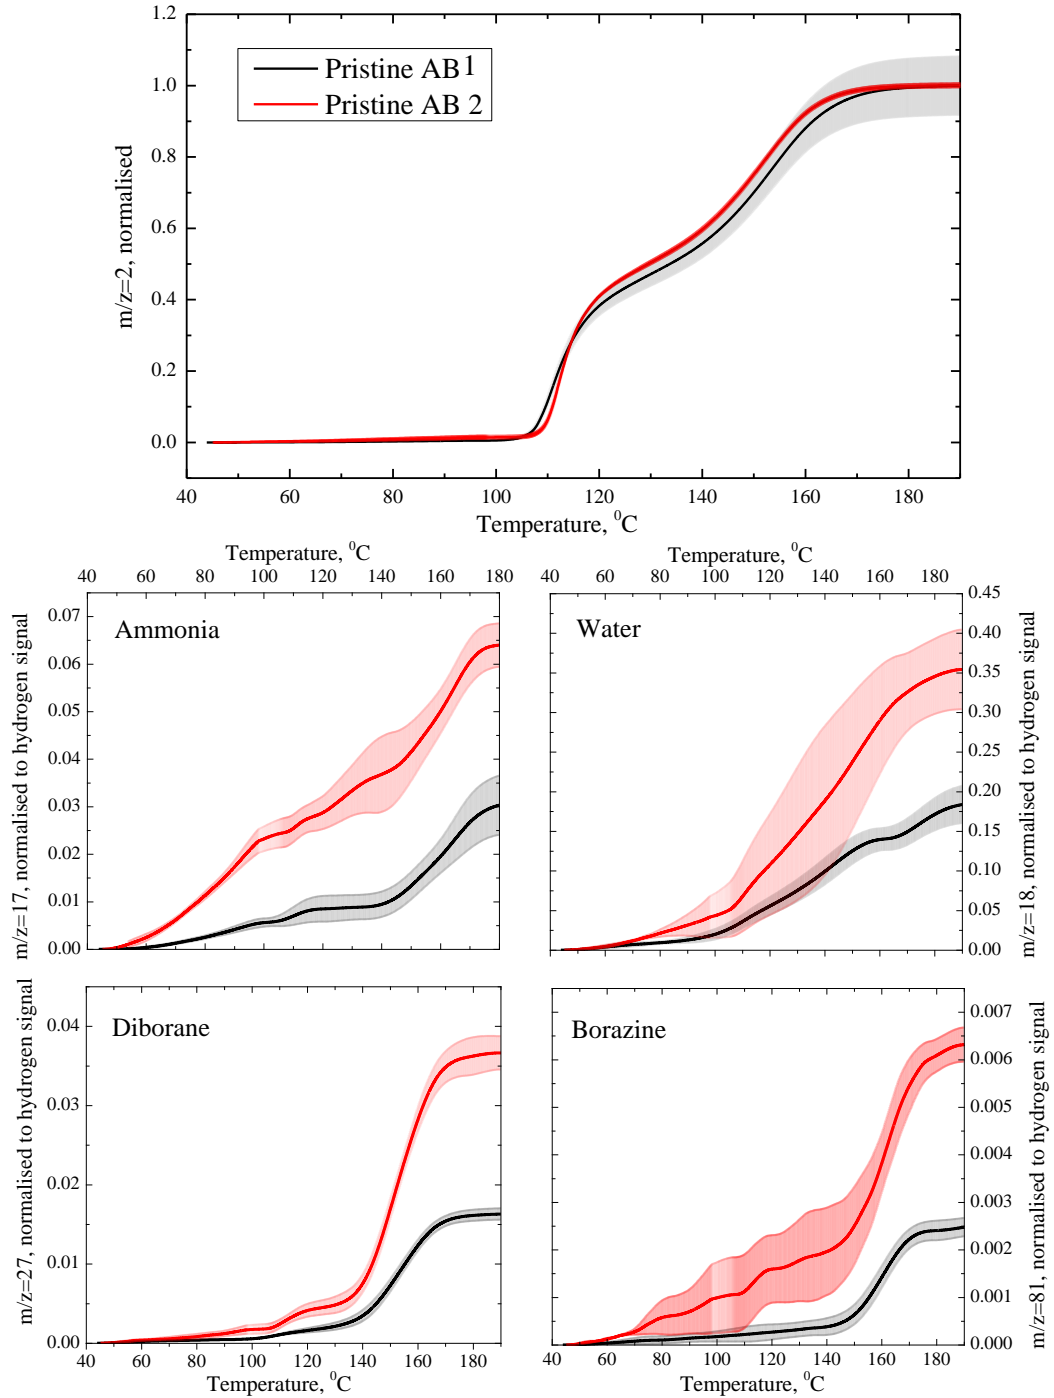 1.2
1.0
0.8
0.6
0.4
0.2
0.0
m/z=2, normalised
Pristine AB1
Pristine AB 2
40 60 80 100 120 140 160 180
Temperature, ⁰C
Temperature, ⁰C
40 60 80 100 120 140 160 180
0.07
0.06
0.05
0.04
0.03
0.02
0.01
0.00
m/z=17, normalised to hydrogen signal
Ammonia
Temperature, ⁰C
40 60 80 100 120 140 160 180
Water
0.45
0.40
0.35
0.30
0.25
0.20
0.15
0.10
0.05
0.00
m/z=18, normalised to hydrogen signal
0.04
0.03
0.02
0.01
0.00
m/z=27, normalised to hydrogen signal
Diborane
40 60 80 100 120 140 160 180
Temperature, ⁰C
Borazine
0.007
0.006
0.005
0.004
0.003
0.002
0.001
0.000
m/z=81, normalised to hydrogen signal
40 60 80 100 120 140 160 180
Temperature, ⁰C